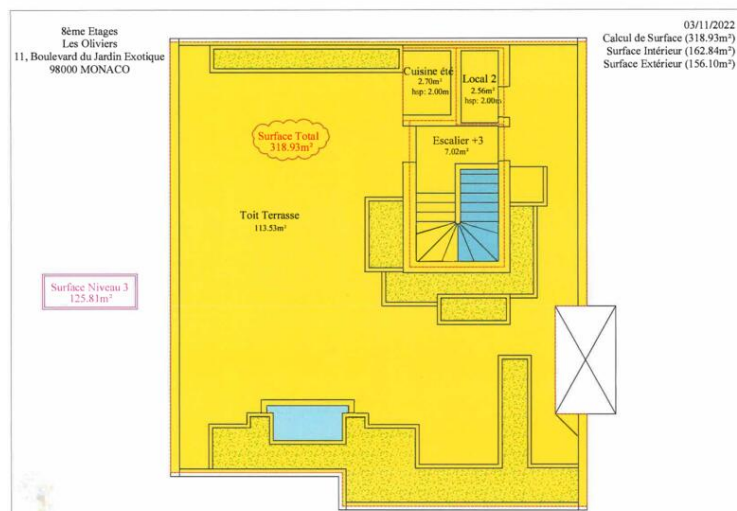 8ème Etages
Les Oliviers
11, Boulevard du Jardin Exotique
98000 MONACO
03/11/2022
Calcul de Surface (318.93m²)
Surface Intérieur (162.84m²)
Surface Extérieur (156.10m²)
Cuisine été
2.70m²
hsp: 2.00m
Local 2
2.56m²
hsp: 2.00m
Surface Total
318.93m²
Escalier +3
7.02m²
Toit Terrasse
113.53m²
Surface Niveau 3
125.81m²